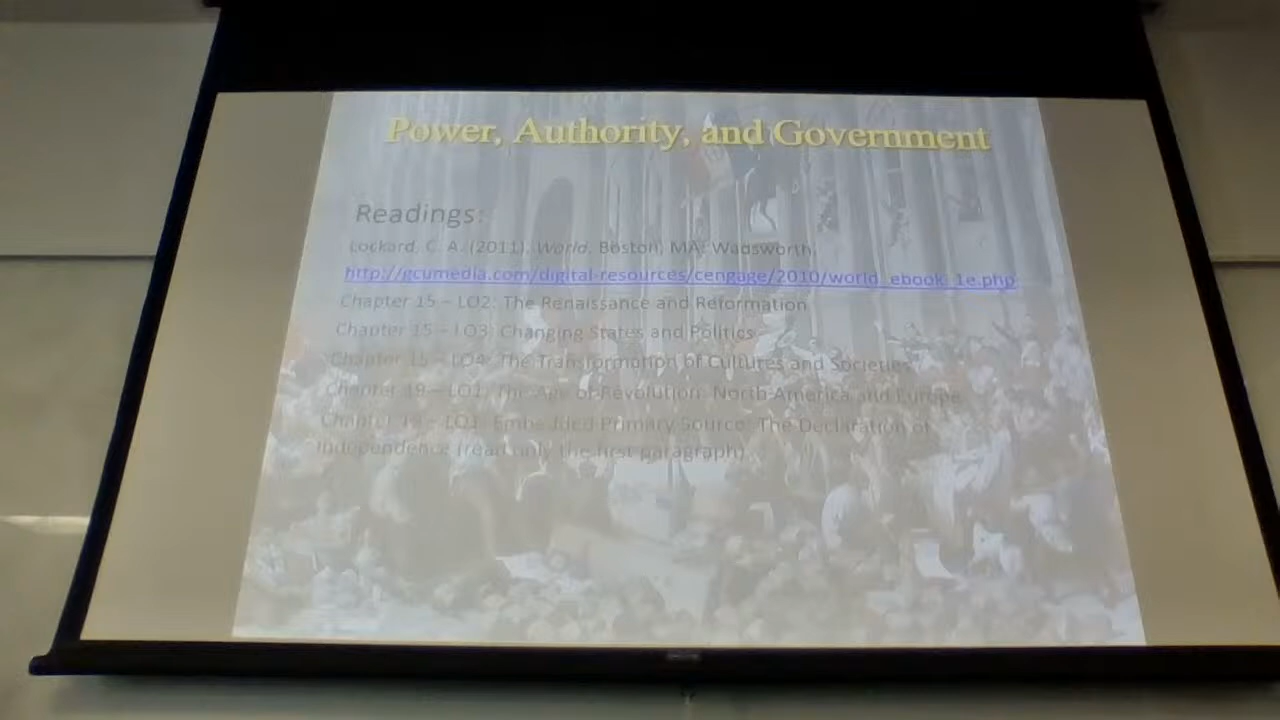 Power, Authority, and Government
Readings:
Lockard, C. A. (2011). World. Boston, MA: Wadsworth.
http://gcumedia.com/digital-resources/cengage/2010/world_ebook_1e.php
Chapter 15 – LO2: The Renaissance and Reformation
Chapter 15 – LO3: Changing States and Politics
Chapter 15 – LO4: The Transformation of Cultures and Societies
Chapter 19 – LO1: The Age of Revolution: North America and Europe
Chapter 19 – LO1: Embedded Primary Source: The Declaration of
Independence (read only the first paragraph)